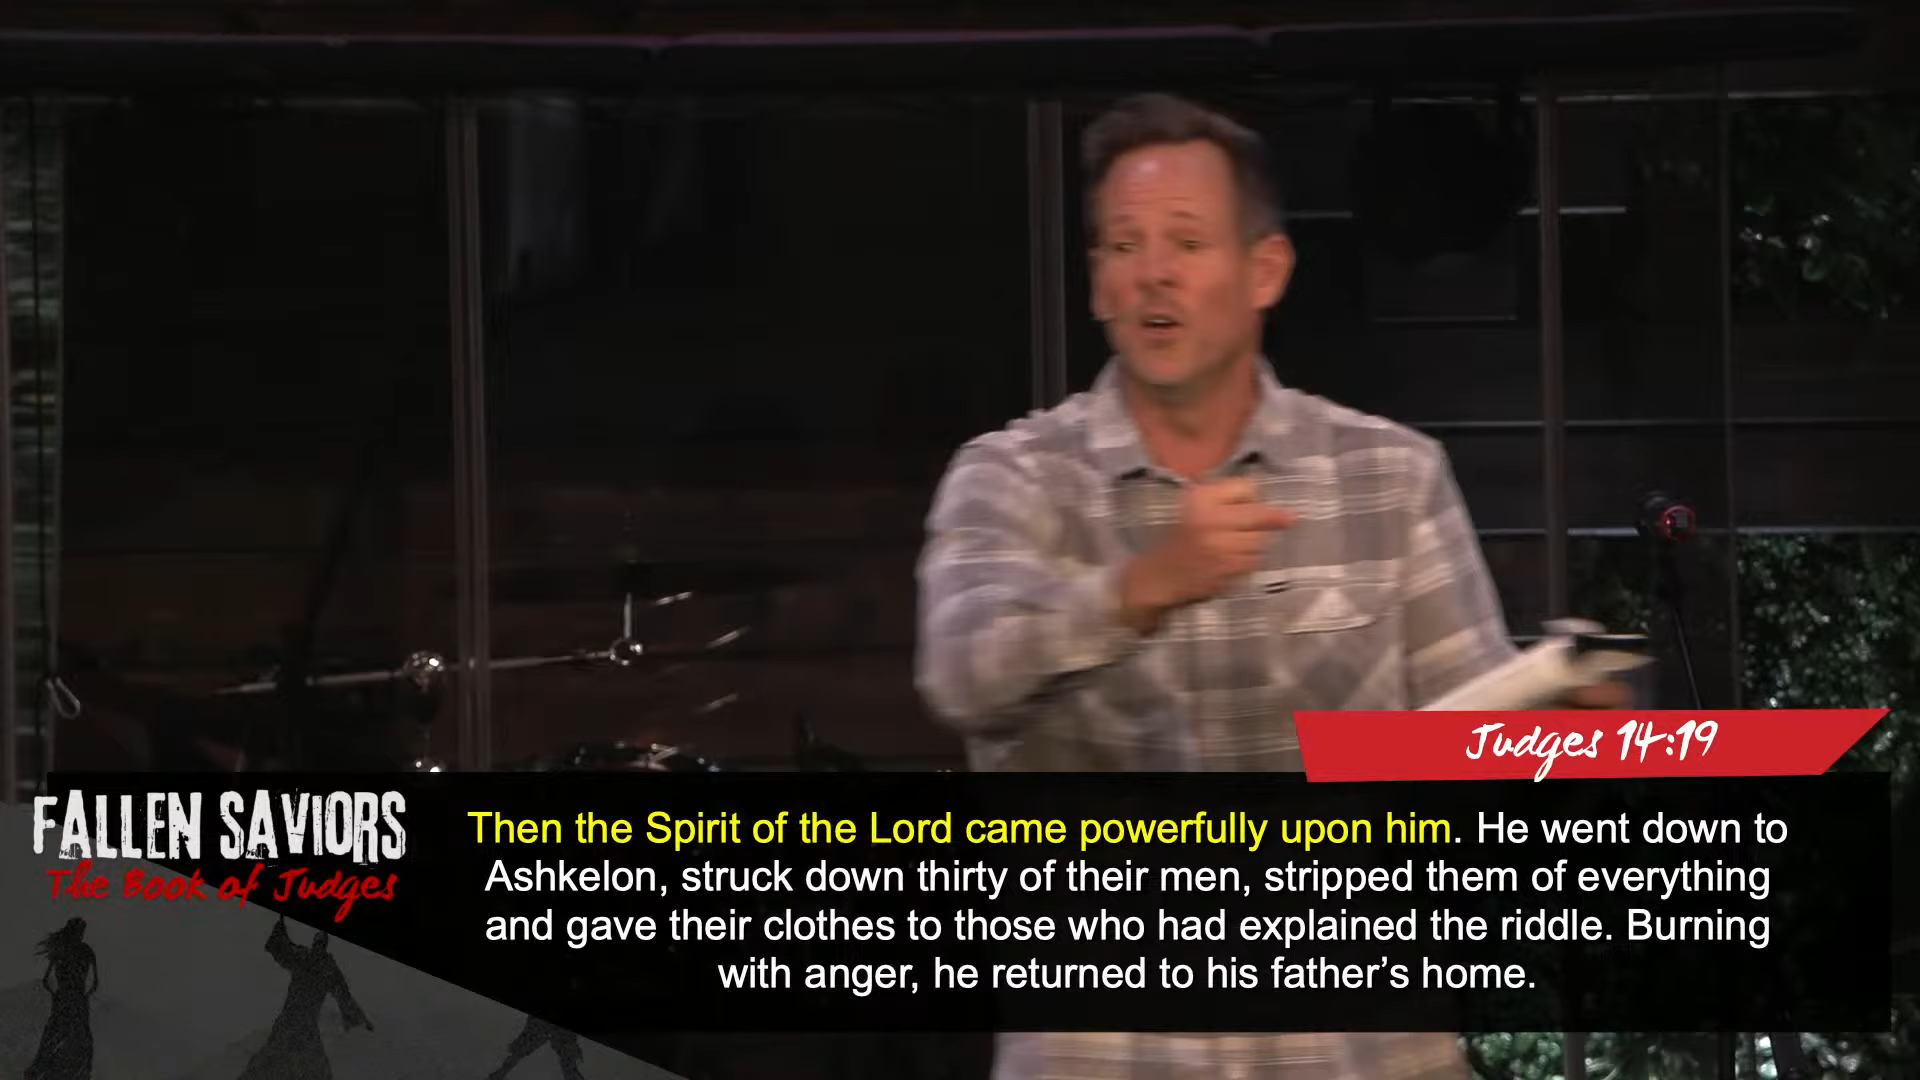 Judges 14:19
FALLEN SAVIORS
The Book of Judges
Then the Spirit of the Lord came powerfully upon him. He went down to
Ashkelon, struck down thirty of their men, stripped them of everything
and gave their clothes to those who had explained the riddle. Burning
with anger, he returned to his father’s home.